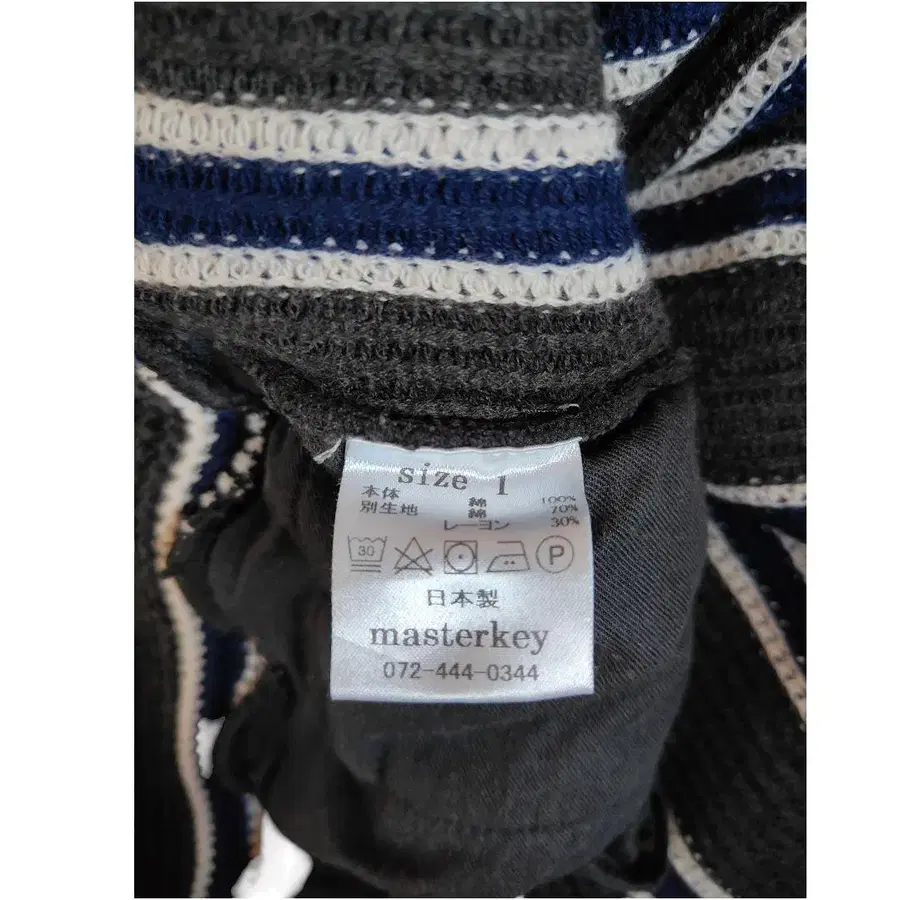 size 1
本体 綿 100%
別生地 綿 70%
レーヨン 30%
30 P
日本製
masterkey
072-444-0344